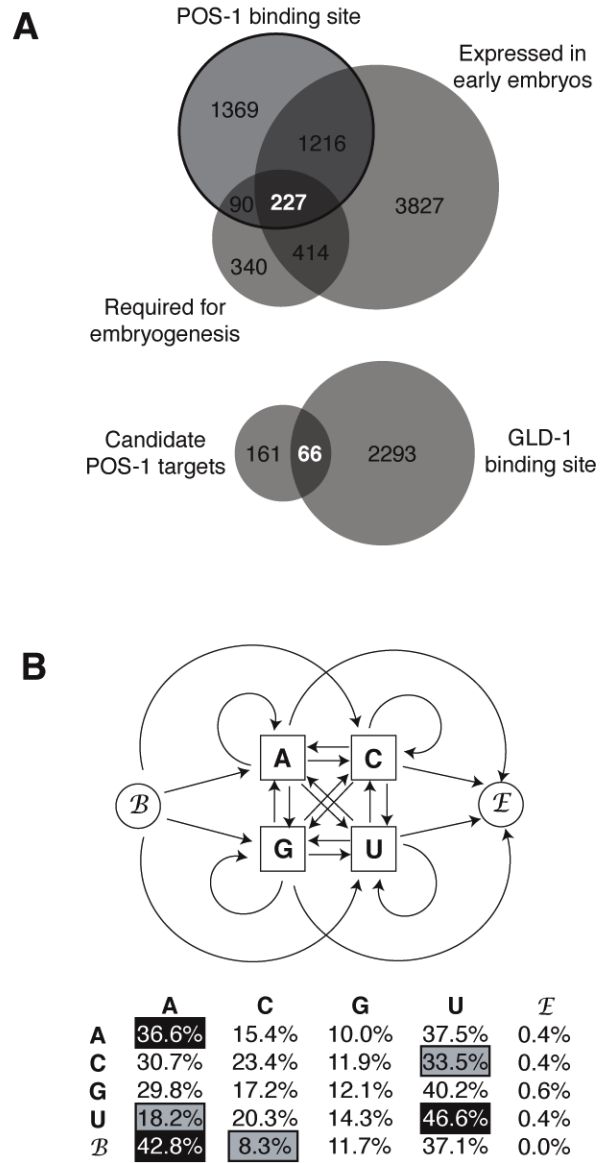 A
POS-1 binding site
Expressed in
early embryos
1369
1216
90
227
3827
414
340
Required for
embryogenesis
Candidate
POS-1 targets
161
66
2293
GLD-1
binding site
B
A
C
ℬ
ℰ
G
U
A C G U ℰ
A 36.6% 15.4% 10.0% 37.5% 0.4%
C 30.7% 23.4% 11.9% 33.5% 0.4%
G 29.8% 17.2% 12.1% 40.2% 0.6%
U 18.2% 20.3% 14.3% 46.6% 0.4%
ℬ 42.8% 8.3% 11.7% 37.1% 0.0%